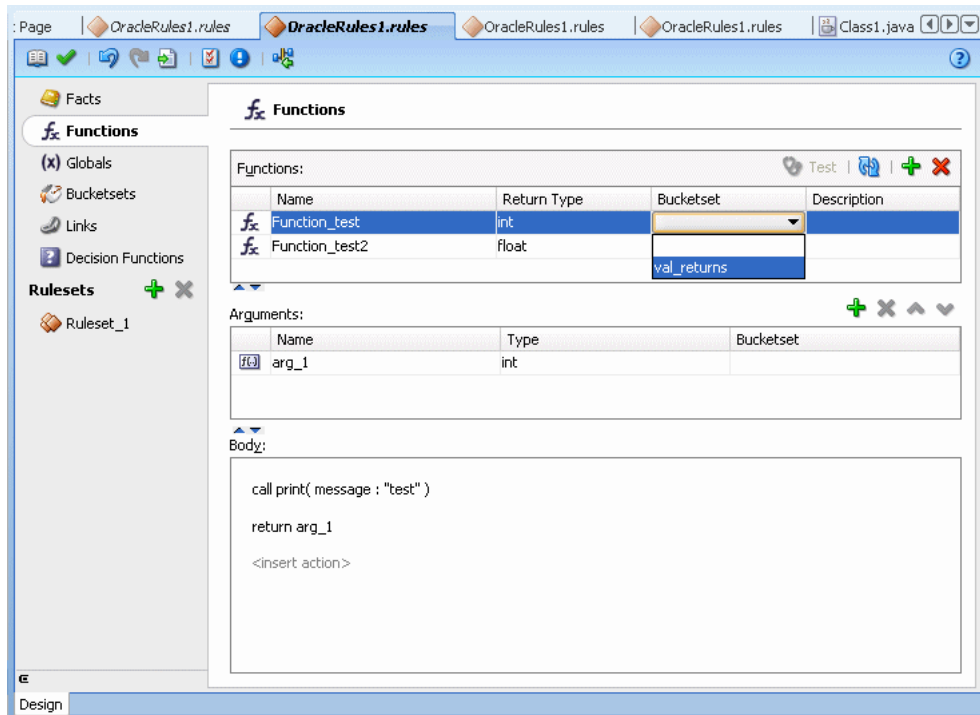 : Page
OracleRules1.rules
OracleRules1.rules
OracleRules1.rules
OracleRules1.rules
Class1.java
Facts
Functions
Globals
Bucketsets
Links
Decision Functions
Rulesets
Ruleset_1
Functions
Functions:
Test
Name Return Type Bucketset Description
Function_test int
Function_test2 float
val_returns
Arguments:
Name Type Bucketset
arg_1 int
Body:
call print( message : "test" )
return arg_1
<insert action>
Design